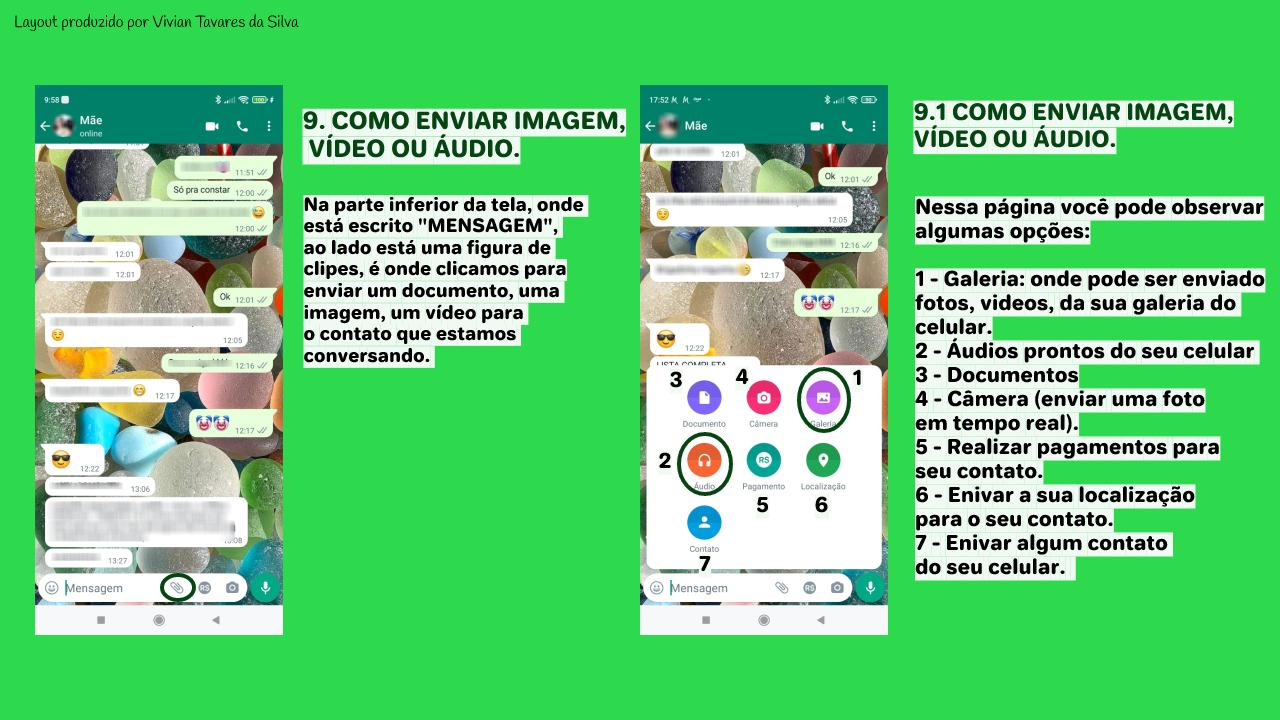 Layout produzido por Vivian Tavares da Silva
9:58
100
Mãe
online
11:51
Só pra constar 12:00
12:00
12:01
12:01
Ok 12:01
12:05
12:16
12:17
12:17
12:22
13:06
13:27
Mensagem
R$
9. COMO ENVIAR IMAGEM,
VÍDEO OU ÁUDIO.
Na parte inferior da tela, onde
está escrito "MENSAGEM",
ao lado está uma figura de
clipes, é onde clicamos para
enviar um documento, uma
imagem, um vídeo para
o contato que estamos
conversando.
17:52
Mãe
12:01
Ok 12:01
12:05
12:16
12:17
12:17
12:22
LISTA COMPLETA
3 4 1
Documento Câmera Galeria
2
R$
Áudio Pagamento Localização
5 6
Contato
7
Mensagem
R$
9.1 COMO ENVIAR IMAGEM,
VÍDEO OU ÁUDIO.
Nessa página você pode observar
algumas opções:
1 - Galeria: onde pode ser enviado
fotos, videos, da sua galeria do
celular.
2 - Áudios prontos do seu celular
3 - Documentos
4 - Câmera (enviar uma foto
em tempo real).
5 - Realizar pagamentos para
seu contato.
6 - Enivar a sua localização
para o seu contato.
7 - Enivar algum contato
do seu celular.